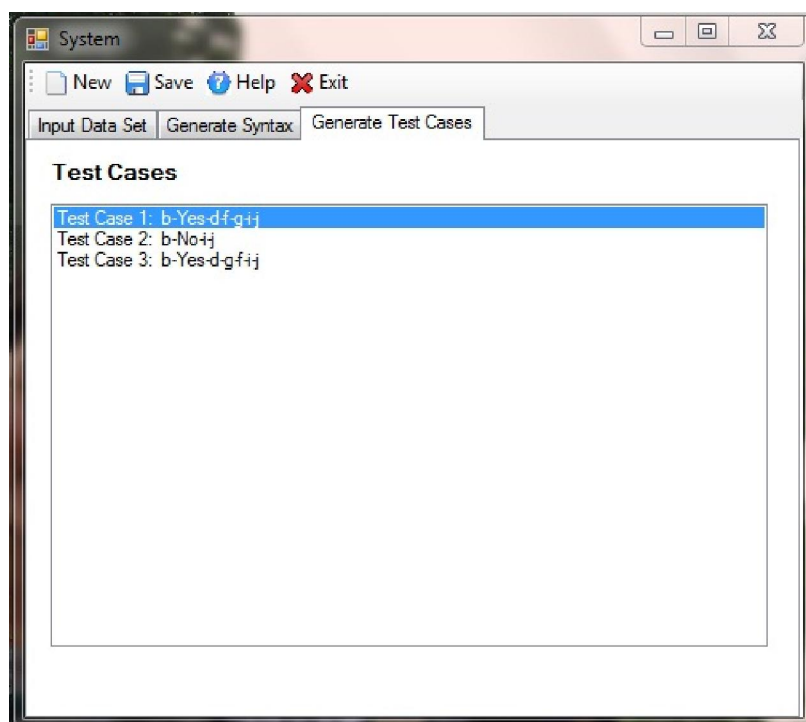 System
New Save Help Exit
Input Data Set Generate Syntax Generate Test Cases
Test Cases
Test Case 1: b-Yes-d-f-g-i-j
Test Case 2: b-No-i-j
Test Case 3: b-Yes-d-g-f-i-j